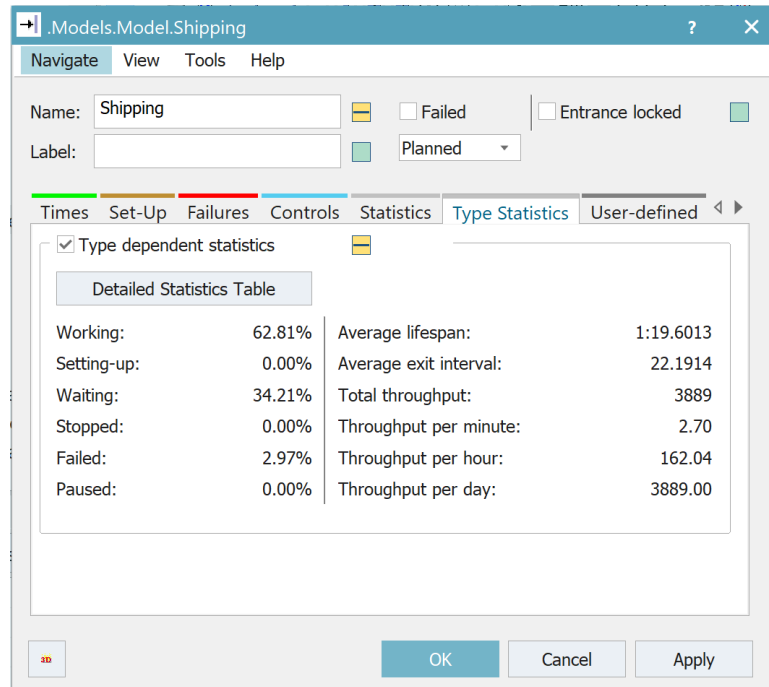 .Models.Model.Shipping ?
Navigate View Tools Help
Name: Shipping Failed Entrance locked
Label: Planned
Times Set-Up Failures Controls Statistics Type Statistics User-defined
Type dependent statistics
Detailed Statistics Table
Working: 62.81% Average lifespan: 1:19.6013
Setting-up: 0.00% Average exit interval: 22.1914
Waiting: 34.21% Total throughput: 3889
Stopped: 0.00% Throughput per minute: 2.70
Failed: 2.97% Throughput per hour: 162.04
Paused: 0.00% Throughput per day: 3889.00
3D OK Cancel Apply